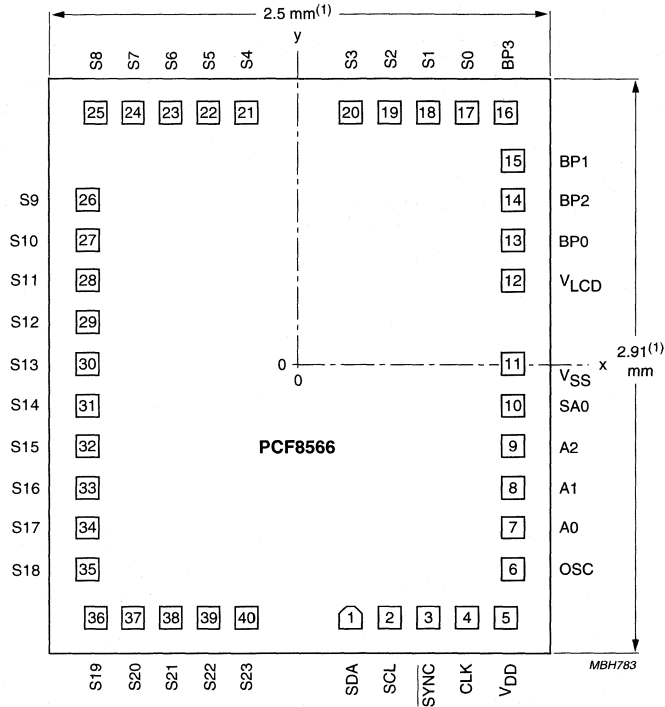 2.5 mm(1)
y
S8 S7 S6 S5 S4 S3 S2 S1 S0 BP3
25 24 23 22 21 20 19 18 17 16
15 BP1
S9 26 14 BP2
S10 27 13 BP0
S11 28 12 VLCD
S12 29
S13 30 0 11 x 2.91(1)
0 VSS mm
S14 31 10 SA0
S15 32 PCF8566 9 A2
S16 33 8 A1
S17 34 7 A0
S18 35 6 OSC
36 37 38 39 40 1 2 3 4 5
S19 S20 S21 S22 S23 SDA SCL SYNC CLK VDD
MBH783